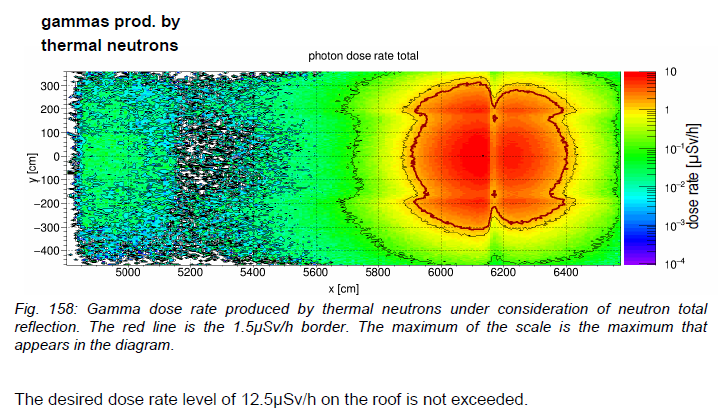 gammas prod. by
thermal neutrons
photon dose rate total
y [cm]
300
200
100
0
−100
−200
−300
−400
5000
5200
5400
5600
5800
6000
6200
6400
x [cm]
10
1
10⁻¹
10⁻²
10⁻³
10⁻⁴
dose rate [µSv/h]
Fig. 158: Gamma dose rate produced by thermal neutrons under consideration of neutron total
reflection. The red line is the 1.5µSv/h border. The maximum of the scale is the maximum that
appears in the diagram.
The desired dose rate level of 12.5µSv/h on the roof is not exceeded.